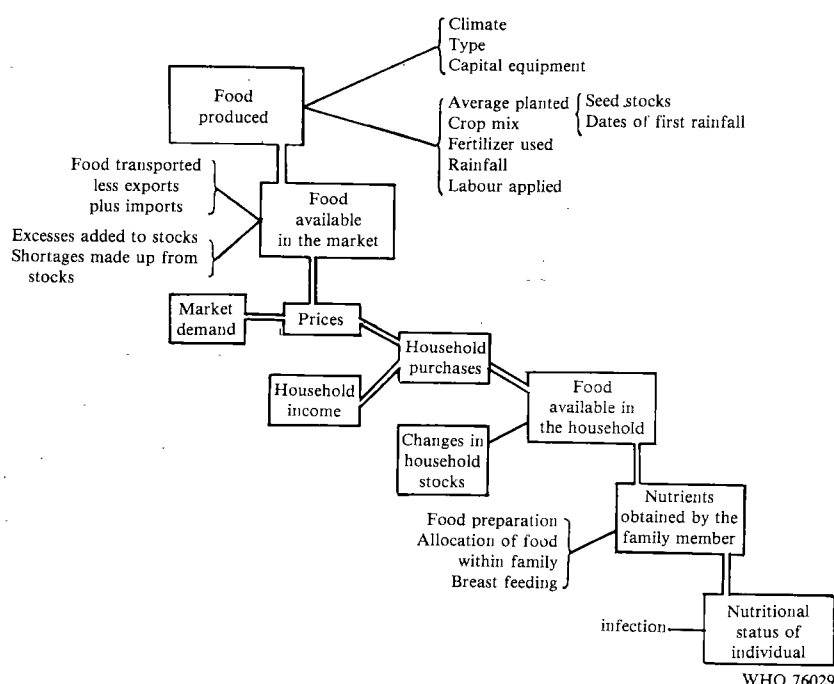 Climate
Type
Capital equipment
Food
produced
Average planted
Crop mix
Fertilizer used
Rainfall
Labour applied
Seed stocks
Dates of first rainfall
Food transported
less exports
plus imports
Excesses added to stocks
Shortages made up from
stocks
Food
available
in the market
Market
demand
Prices
Household
purchases
Household
income
Food
available in
the household
Changes in
household
stocks
Nutrients
obtained by the
family member
Food preparation
Allocation of food
within family
Breast feeding
infection
Nutritional
status of
individual
WHO 76029